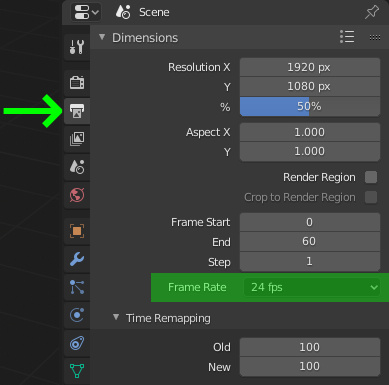 Scene
Dimensions
Resolution X 1920 px
Y 1080 px
% 50%
Aspect X 1.000
Y 1.000
Render Region
Crop to Render Region
Frame Start 0
End 60
Step 1
Frame Rate 24 fps
Time Remapping
Old 100
New 100